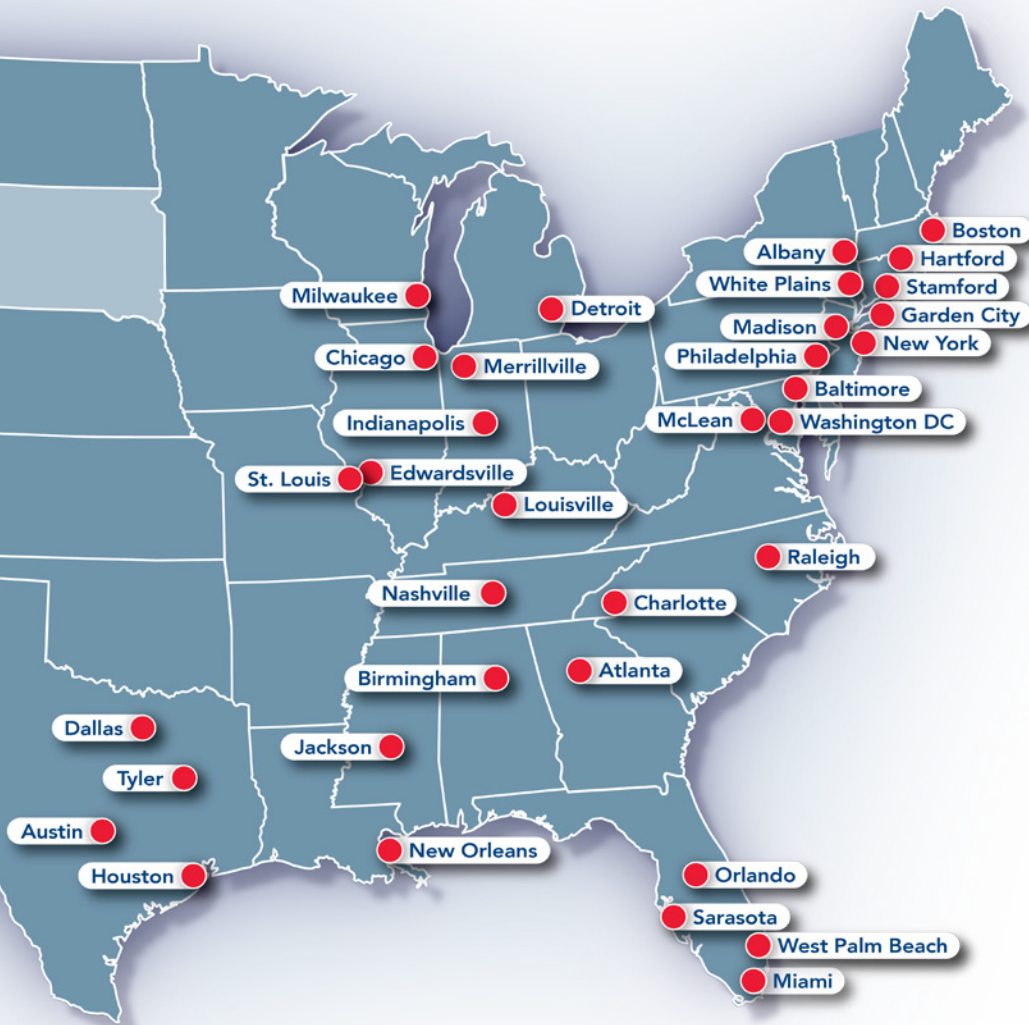 Boston
Albany
Hartford
White Plains
Stamford
Milwaukee
Detroit
Garden City
Madison
New York
Chicago
Merrillville
Philadelphia
Baltimore
Indianapolis
McLean
Washington DC
St. Louis
Edwardsville
Louisville
Raleigh
Nashville
Charlotte
Birmingham
Atlanta
Dallas
Jackson
Tyler
Austin
New Orleans
Houston
Orlando
Sarasota
West Palm Beach
Miami